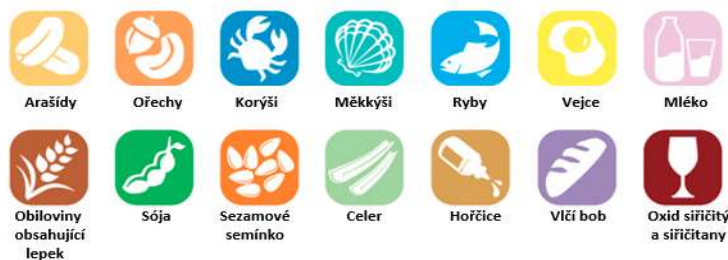 Arašídy Ořechy Korýši Měkkýši Ryby Vejce Mléko
Obiloviny
obsahující
lepek
Sója
Sezamové
semínko
Celer
Hořčice
Vlčí bob
Oxid siřičitý
a siřičitany